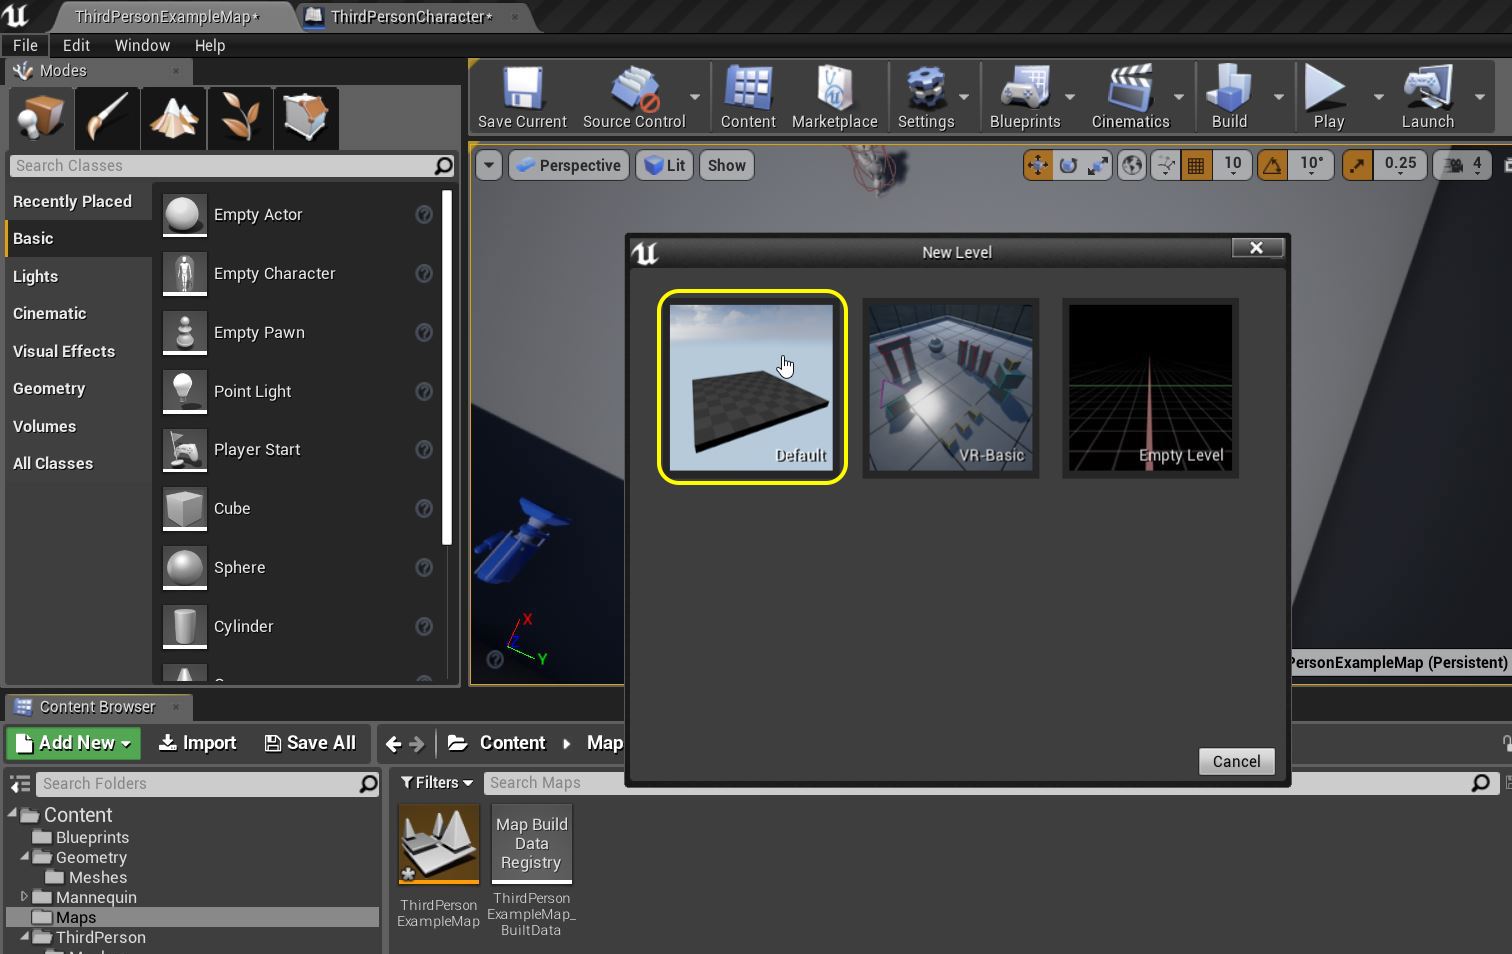 ThirdPersonExampleMap*
ThirdPersonCharacter*
File Edit Window Help
Modes
Save Current
Source Control
Content
Marketplace
Settings
Blueprints
Cinematics
Build
Play
Launch
Search Classes
Perspective
Lit
Show
10
10°
0.25
4
Recently Placed
Basic
Lights
Cinematic
Visual Effects
Geometry
Volumes
All Classes
Empty Actor
Empty Character
Empty Pawn
Point Light
Player Start
Cube
Sphere
Cylinder
New Level
Default
VR-Basic
Empty Level
Cancel
X
Y
PersonExampleMap (Persistent)
Content Browser
Add New
Import
Save All
Content
Map
Search Folders
Filters
Search Maps
Content
Blueprints
Geometry
Meshes
Mannequin
Maps
ThirdPerson
Map Build
Data
Registry
ThirdPerson
ExampleMap
ThirdPerson
ExampleMap_
BuiltData